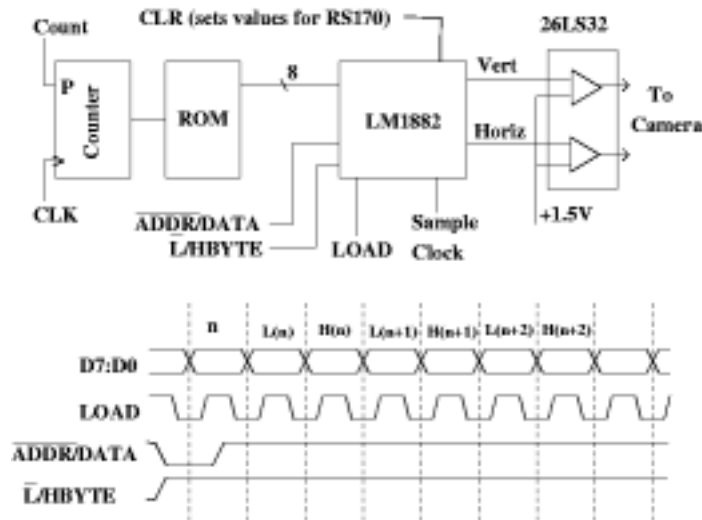 Count
CLR (sets values for RS170)
26LS32
P
Counter
ROM
8
LM1882
Vert
Horiz
To
Camera
CLK
ADDR/DATA
L/HBYTE
LOAD
Sample
Clock
+1.5V
n
L(n)
H(n)
L(n+1)
H(n+1)
L(n+2)
H(n+2)
D7:D0
LOAD
ADDR/DATA
L/HBYTE